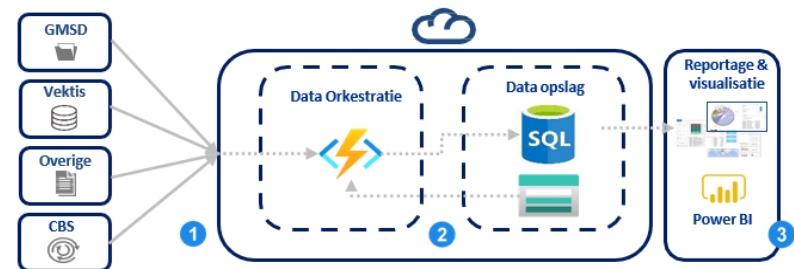 GMSD
Vektis
Overige
CBS
1
Data Orkestratie
2
Data opslag
SQL
Reportage &
visualisatie
Power BI
3